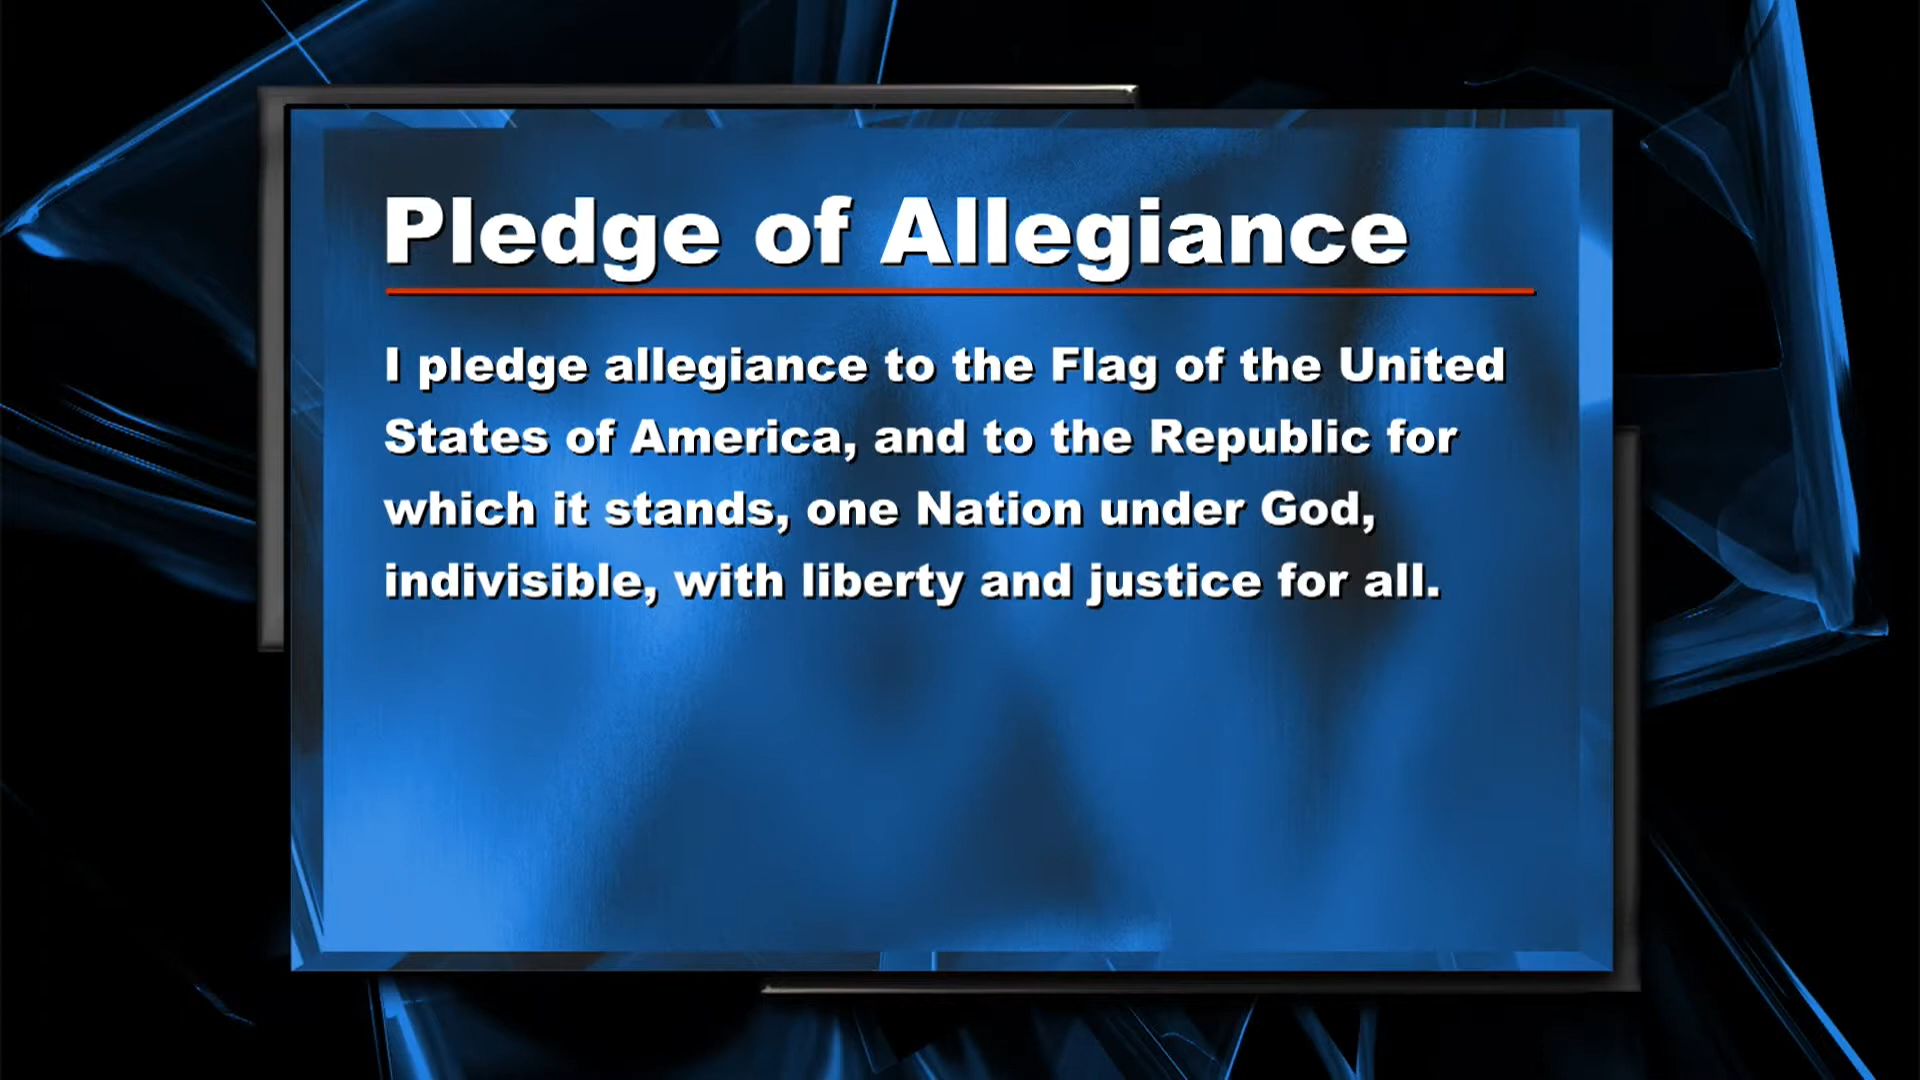 Pledge of Allegiance
I pledge allegiance to the Flag of the United
States of America, and to the Republic for
which it stands, one Nation under God,
indivisible, with liberty and justice for all.